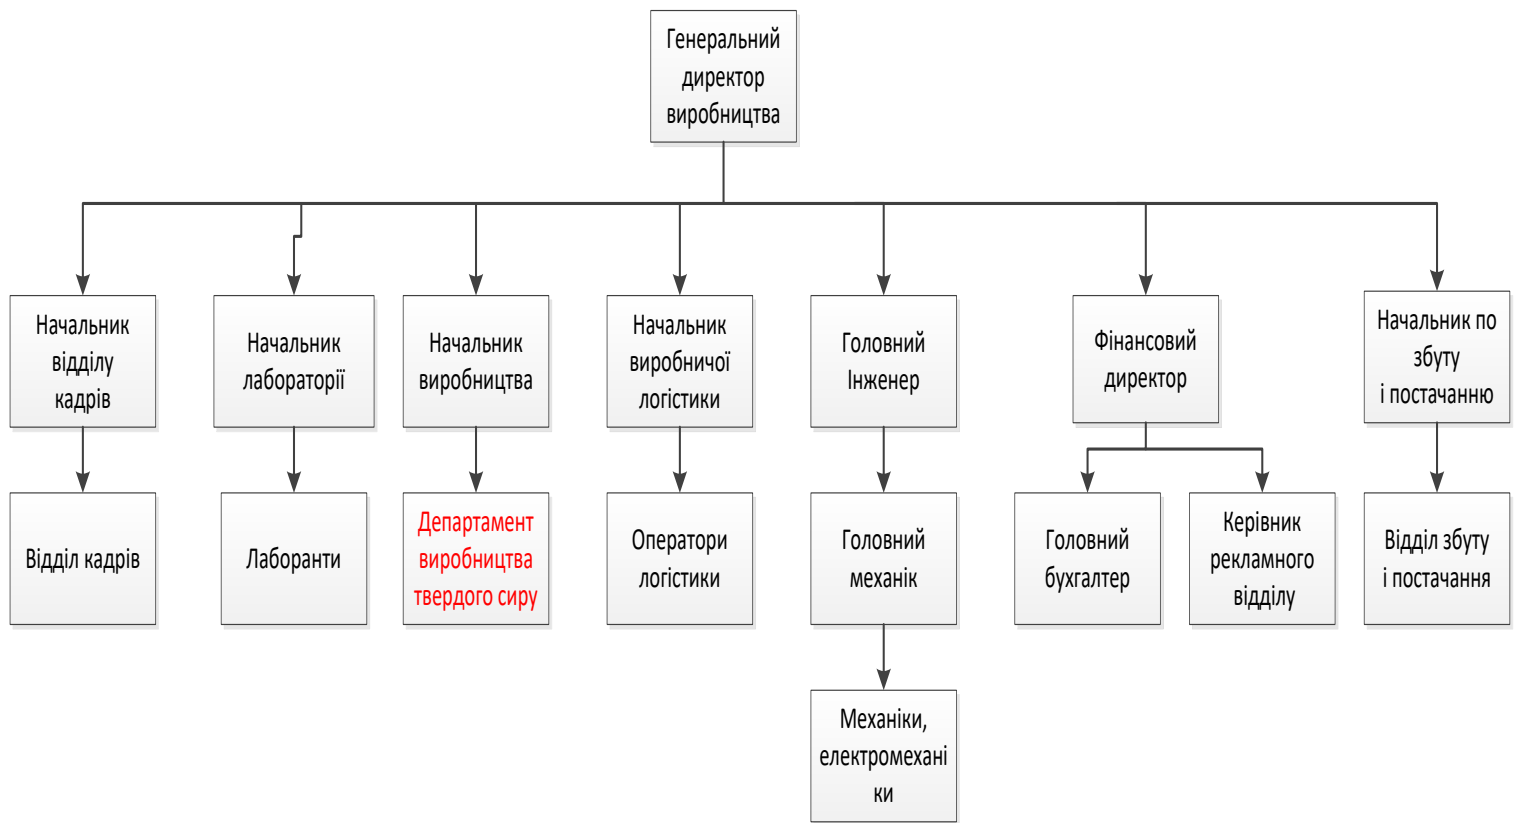 Генеральний
директор
виробництва
Начальник
відділу
кадрів
Начальник
лабораторії
Начальник
виробництва
Начальник
виробничої
логістики
Головний
Інженер
Фінансовий
директор
Начальник по
збуту
і постачанню
Відділ кадрів
Лаборанти
Департамент
виробництва
твердого сиру
Оператори
логістики
Головний
механік
Головний
бухгалтер
Керівник
рекламного
відділу
Відділ збуту
і постачання
Механіки,
електромехані
ки